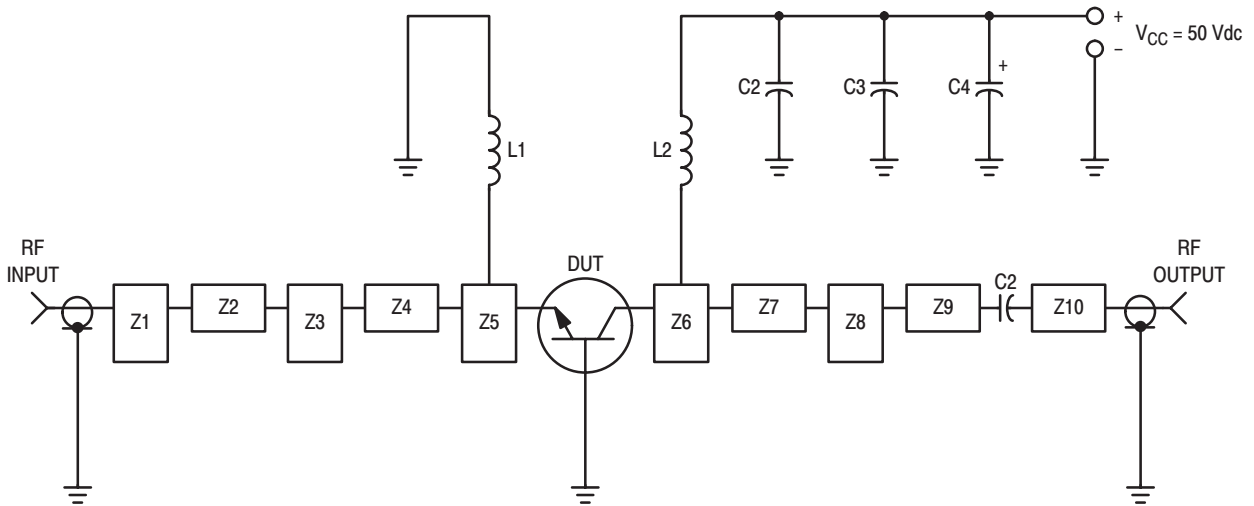 +
V_CC = 50 Vdc
−
C2
C3
+
C4
L1
L2
RF
INPUT
DUT
RF
OUTPUT
C2
Z1
Z2
Z3
Z4
Z5
Z6
Z7
Z8
Z9
Z10